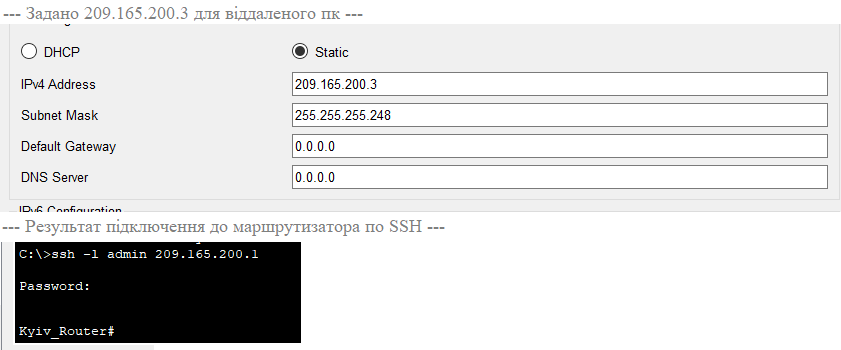 --- Задано 209.165.200.3 для віддаленого пк ---
DHCP
Static
IPv4 Address
209.165.200.3
Subnet Mask
255.255.255.248
Default Gateway
0.0.0.0
DNS Server
0.0.0.0
IPv6 Configuration
--- Результат підключення до маршрутизатора по SSH ---
C:\>ssh -l admin 209.165.200.1
Password:
Kyiv_Router#